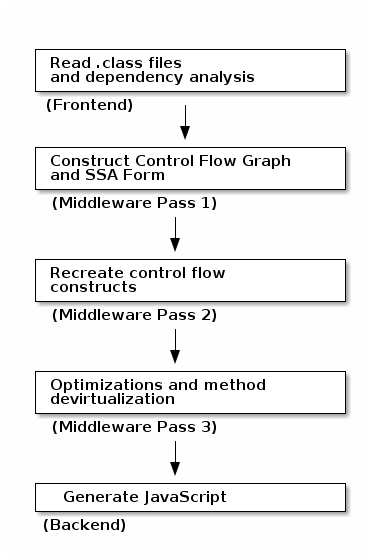 Read .class files
and dependency analysis
(Frontend)
Construct Control Flow Graph
and SSA Form
(Middleware Pass 1)
Recreate control flow
constructs
(Middleware Pass 2)
Optimizations and method
devirtualization
(Middleware Pass 3)
Generate JavaScript
(Backend)